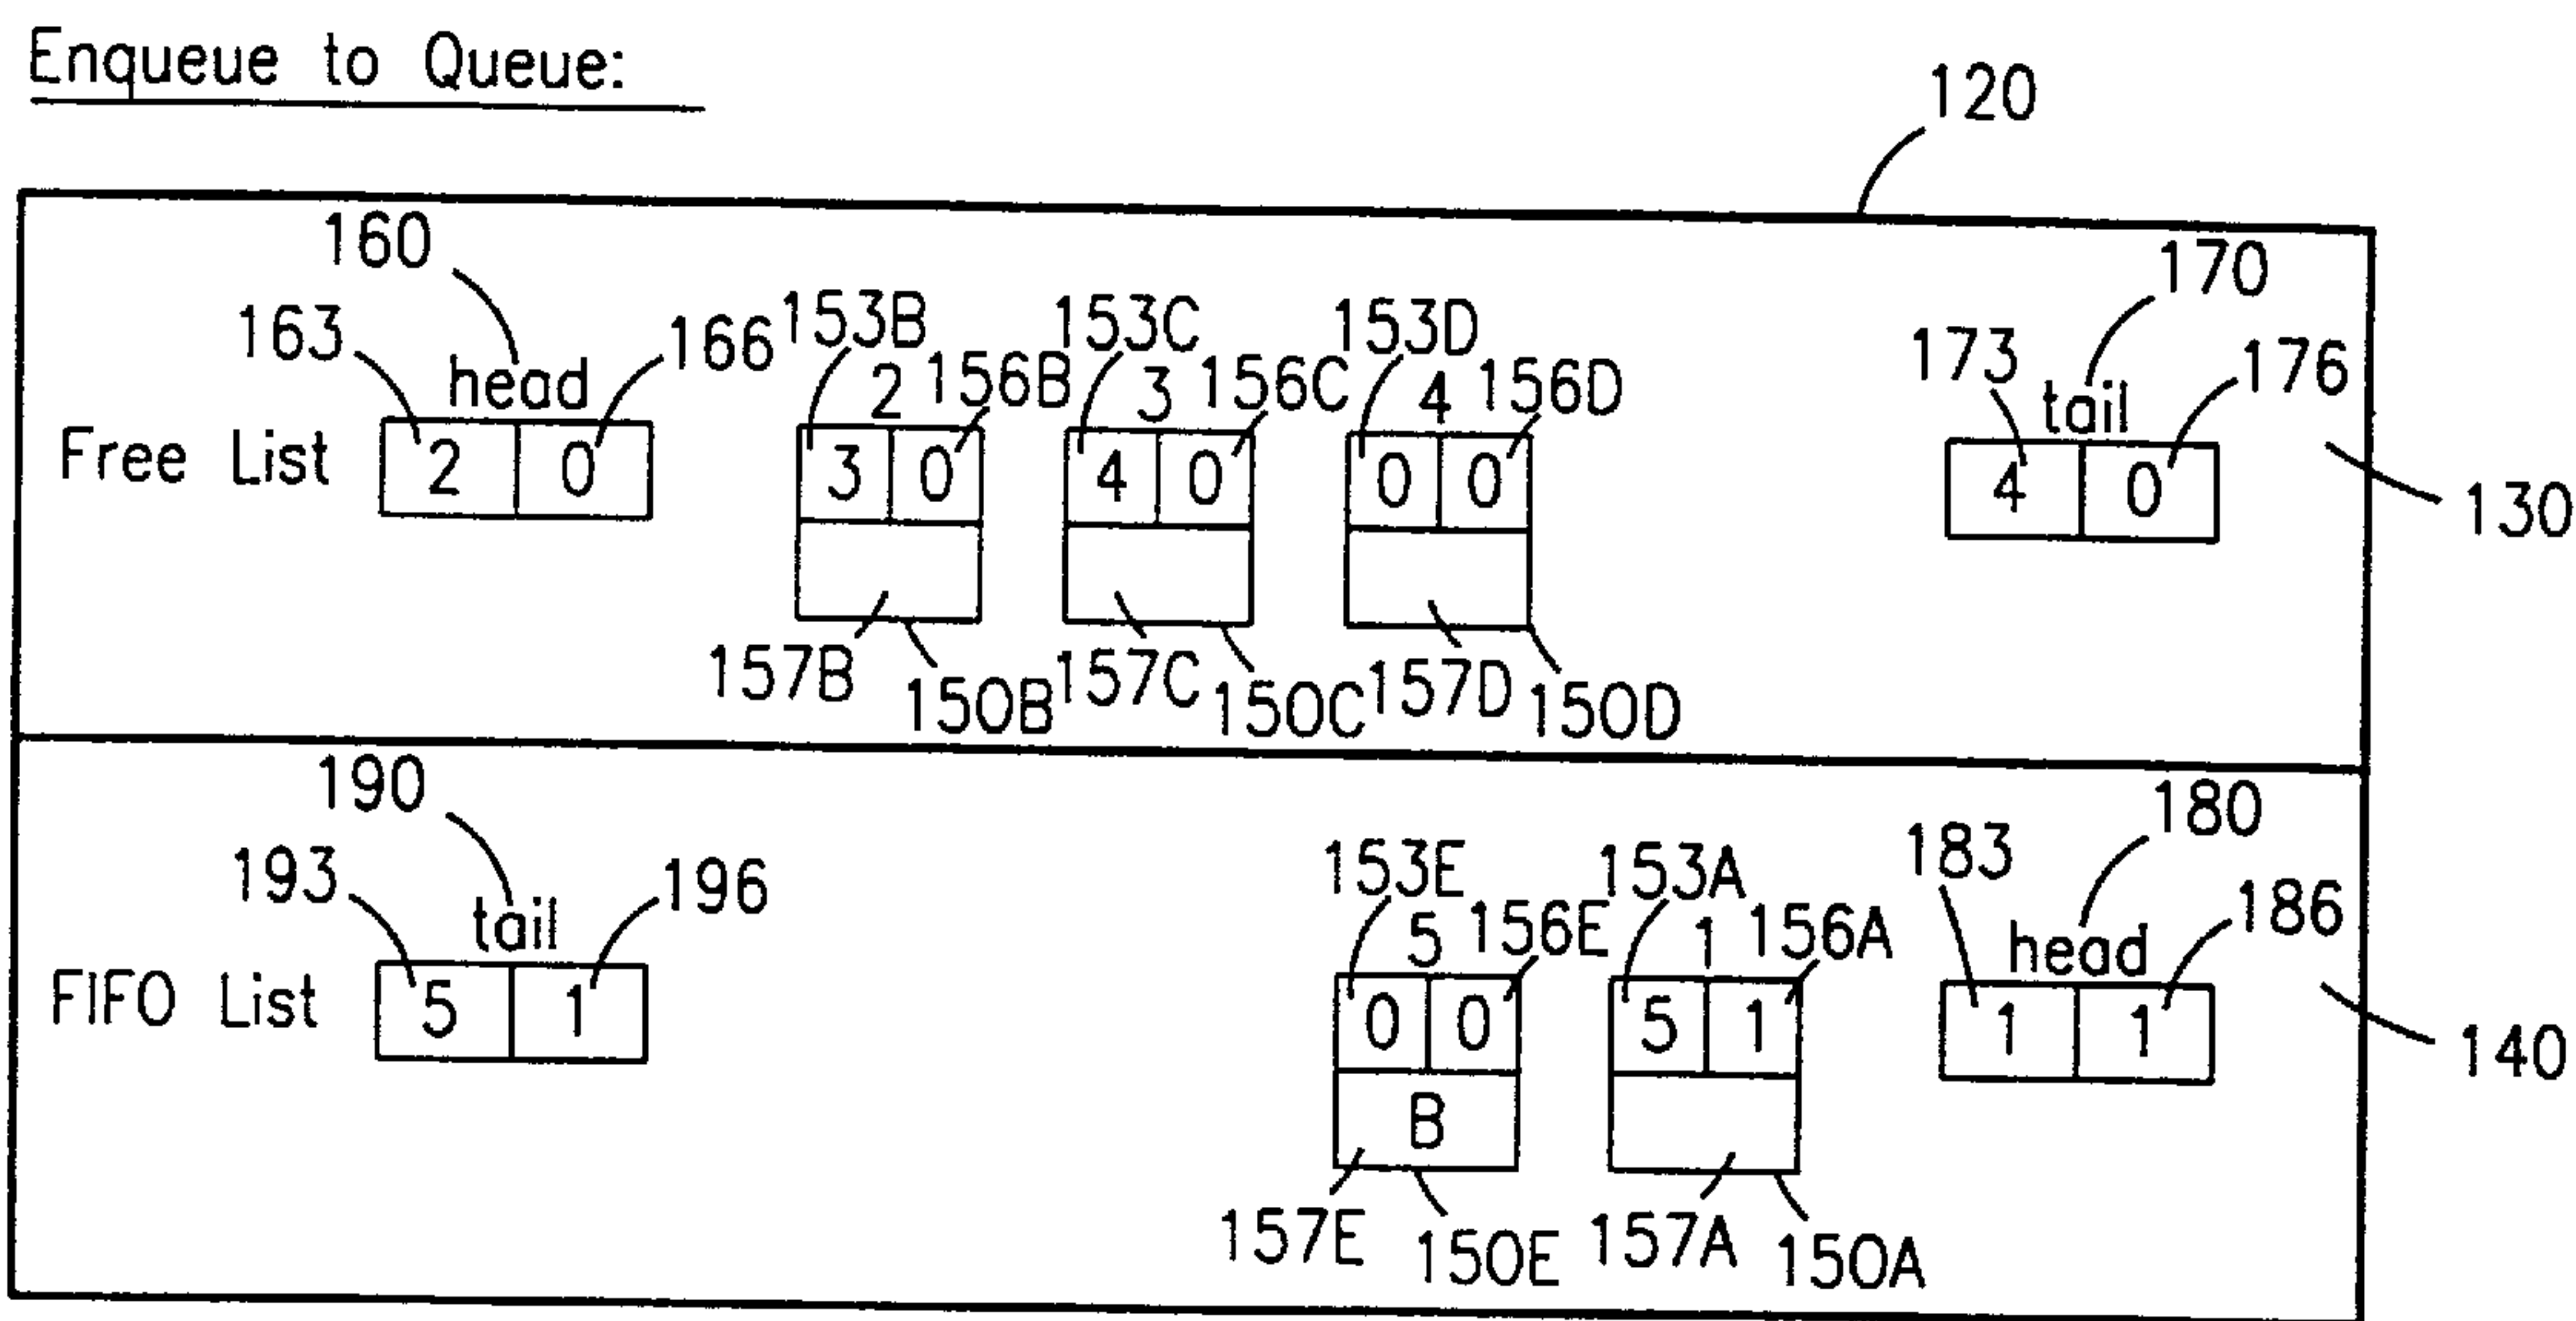 Enqueue to Queue:
120
160
170
163
166
153B
153C
153D
173
176
head
2
156B
3
156C
4
156D
tail
Free List
2
0
3
0
4
0
0
0
4
0
130
157B
150B
157C
150C
157D
150D
190
180
193
196
153E
153A
183
186
tail
5
156E
1
156A
head
FIFO List
5
1
0
0
5
1
1
1
140
B
157E
150E
157A
150A